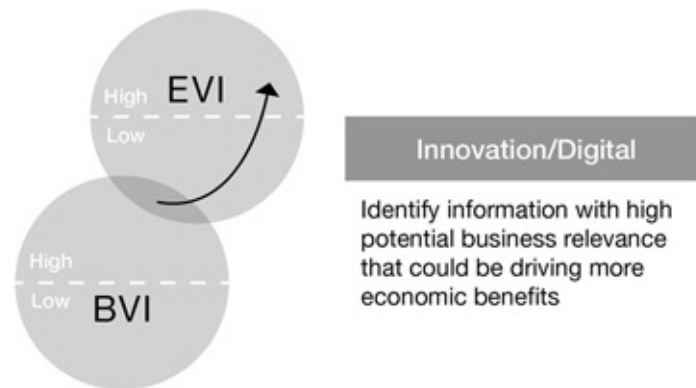 EVI
High
Low
High
Low
BVI
Innovation/Digital
Identify information with high
potential business relevance
that could be driving more
economic benefits